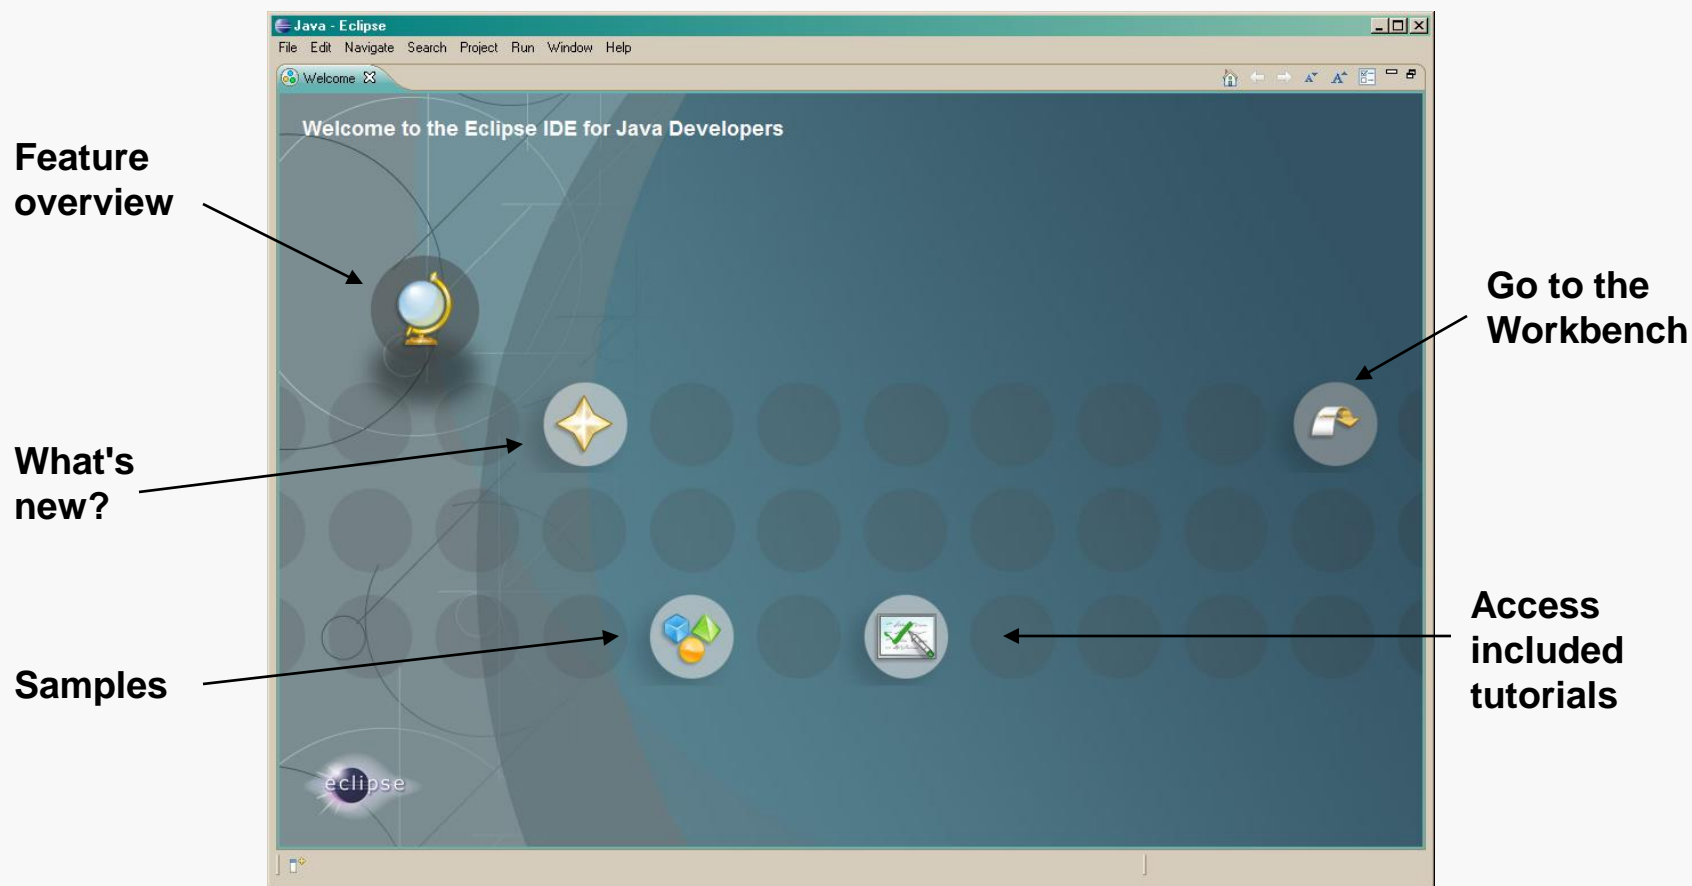 Java - Eclipse
File Edit Navigate Search Project Run Window Help
Welcome
Welcome to the Eclipse IDE for Java Developers
Feature
overview
Go to the
Workbench
What's
new?
Access
included
tutorials
Samples
eclipse